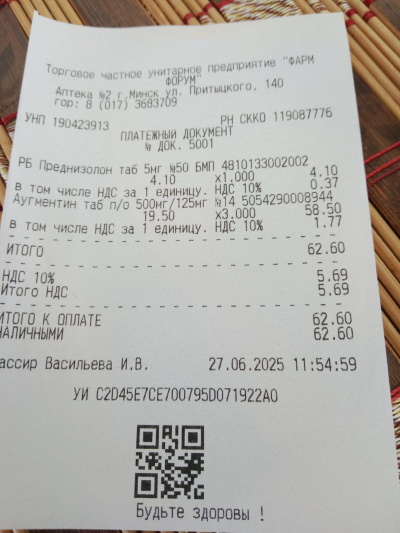 Торговое частное унитарное предприятие "ФАРМ
ФОРУМ"
Аптека №2 г.Минск ул. Притыцкого, 140
гор: 8 (017) 3683709
УНП 190423913 РН СККО 119087776
ПЛАТЕЖНЫЙ ДОКУМЕНТ
№ ДОК. 5001
РБ Преднизолон таб 5мг №50 БМП 4810133002002
4.10 x1.000 4.10
в том числе НДС за 1 единицу. НДС 10% 0.37
Аугментин таб п/о 500мг/125мг №14 5054290008944
19.50 x3.000 58.50
в том числе НДС за 1 единицу. НДС 10% 1.77
ИТОГО 62.60
НДС 10% 5.69
Итого НДС 5.69
ИТОГО К ОПЛАТЕ 62.60
НАЛИЧНЫМИ 62.60
ассир Васильева И.В. 27.06.2025 11:54:59
УИ C2D45E7CE700795D071922A0
Будьте здоровы !